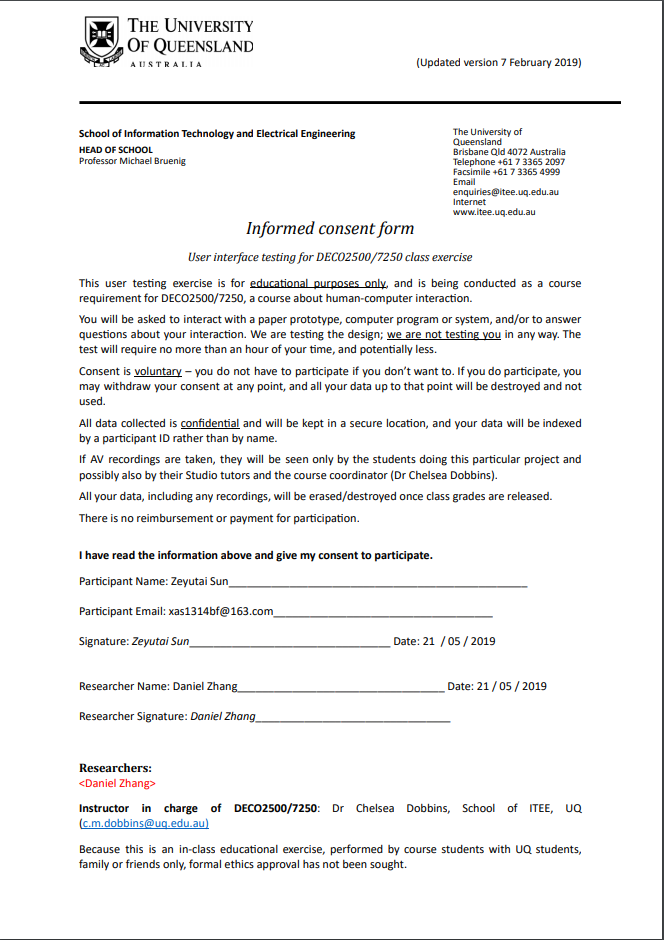 THE UNIVERSITY
OF QUEENSLAND
AUSTRALIA
(Updated version 7 February 2019)
School of Information Technology and Electrical Engineering
HEAD OF SCHOOL
Professor Michael Bruenig
The University of
Queensland
Brisbane Qld 4072 Australia
Telephone +61 7 3365 2097
Facsimile +61 7 3365 4999
Email
enquiries@itee.uq.edu.au
Internet
www.itee.uq.edu.au
Informed consent form
User interface testing for DECO2500/7250 class exercise
This user testing exercise is for educational purposes only, and is being conducted as a course
requirement for DECO2500/7250, a course about human-computer interaction.
You will be asked to interact with a paper prototype, computer program or system, and/or to answer
questions about your interaction. We are testing the design; we are not testing you in any way. The
test will require no more than an hour of your time, and potentially less.
Consent is voluntary – you do not have to participate if you don't want to. If you do participate, you
may withdraw your consent at any point, and all your data up to that point will be destroyed and not
used.
All data collected is confidential and will be kept in a secure location, and your data will be indexed
by a participant ID rather than by name.
If AV recordings are taken, they will be seen only by the students doing this particular project and
possibly also by their Studio tutors and the course coordinator (Dr Chelsea Dobbins).
All your data, including any recordings, will be erased/destroyed once class grades are released.
There is no reimbursement or payment for participation.
I have read the information above and give my consent to participate.
Participant Name: Zeyutai Sun
Participant Email: xas1314bf@163.com
Signature: Zeyutai Sun Date: 21 / 05 / 2019
Researcher Name: Daniel Zhang Date: 21 / 05 / 2019
Researcher Signature: Daniel Zhang
Researchers:
<Daniel Zhang>
Instructor in charge of DECO2500/7250: Dr Chelsea Dobbins, School of ITEE, UQ
(c.m.dobbins@uq.edu.au)
Because this is an in-class educational exercise, performed by course students with UQ students,
family or friends only, formal ethics approval has not been sought.